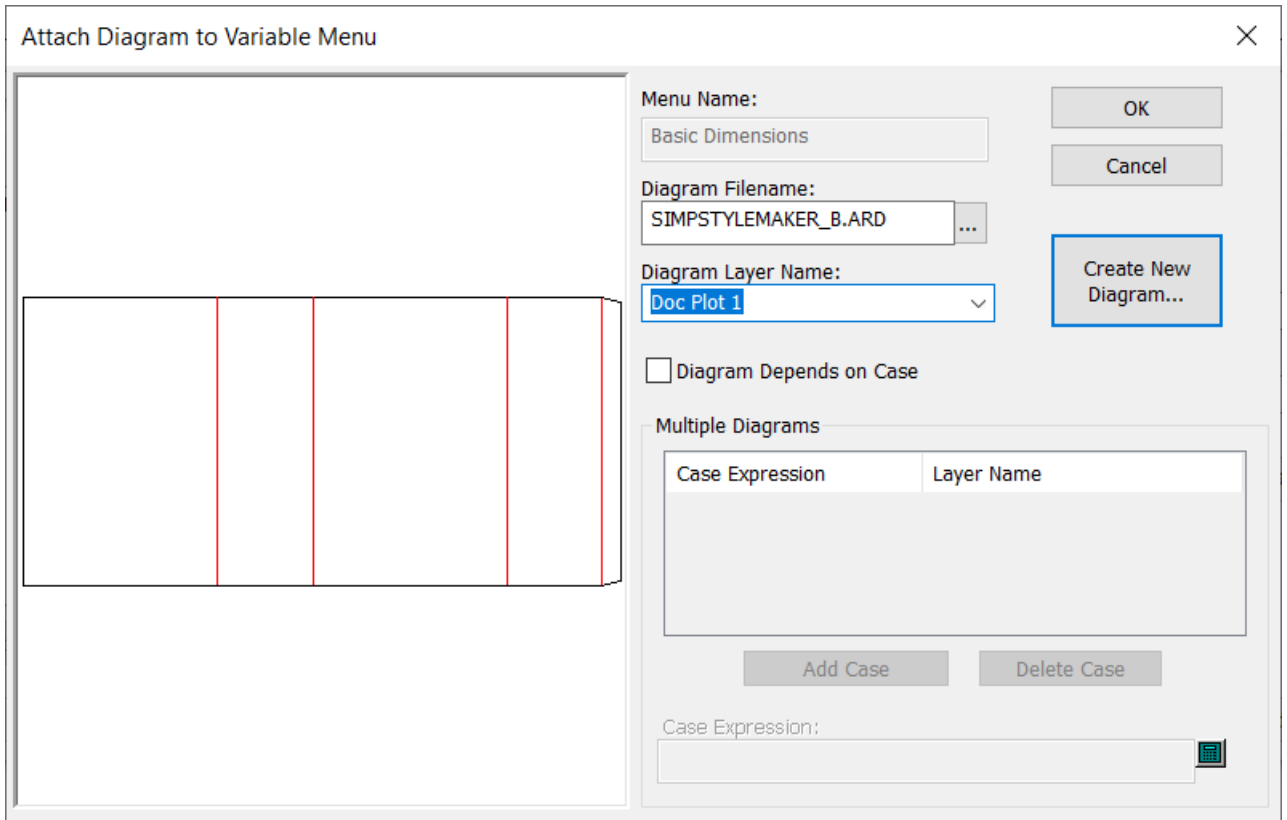 Attach Diagram to Variable Menu
Menu Name:
Basic Dimensions
OK
Cancel
Diagram Filename:
SIMPSTYLEMAKER_B.ARD
...
Create New
Diagram...
Diagram Layer Name:
Doc Plot 1
Diagram Depends on Case
Multiple Diagrams
Case Expression
Layer Name
Add Case
Delete Case
Case Expression: